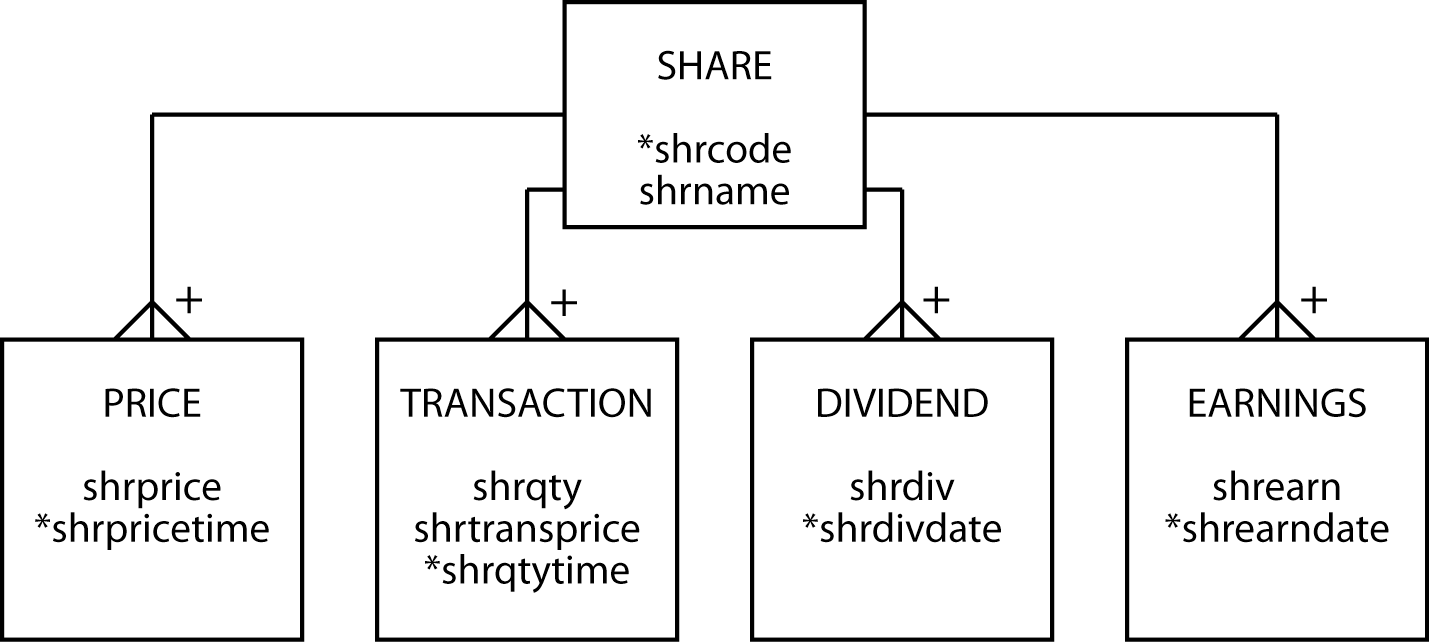 SHARE
*shrcode
shrname
+
+
+
+
PRICE
shrprice
*shrpricetime
TRANSACTION
shrqty
shrtransprice
*shrqtytime
DIVIDEND
shrdiv
*shrdivdate
EARNINGS
shrearn
*shrearndate